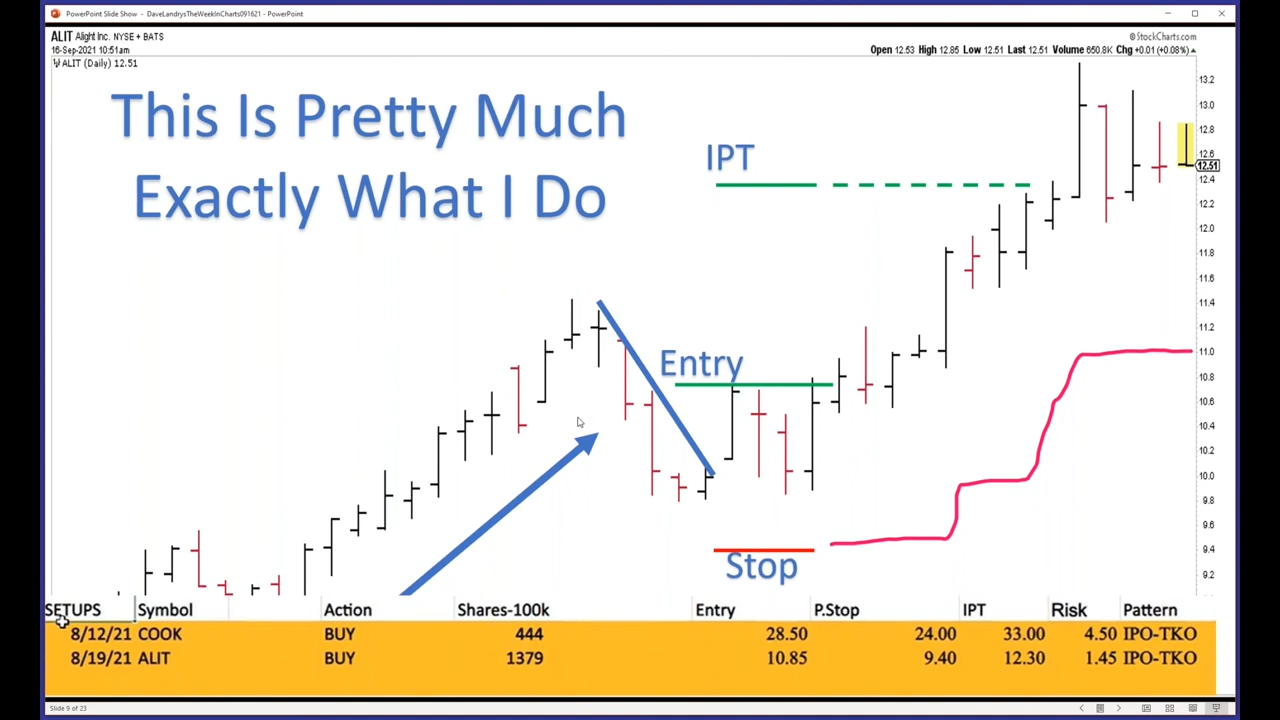 PowerPoint Slide Show - DaveLandrysTheWeekInCharts091621 - PowerPoint
ALIT Alight Inc. NYSE + BATS
© StockCharts.com
16-Sep-2021 10:51am
Open 12.53 High 12.85 Low 12.51 Last 12.51 Volume 650.8K Chg +0.01 (+0.08%)
ALIT (Daily) 12.51
This Is Pretty Much
Exactly What I Do
IPT
Entry
Stop
13.2
13.0
12.8
12.6
12.51
12.4
12.2
12.0
11.8
11.6
11.4
11.2
11.0
10.8
10.6
10.4
10.2
10.0
9.8
9.6
9.4
9.2
SETUPS Symbol Action Shares-100k Entry P.Stop IPT Risk Pattern
8/12/21 COOK BUY 444 28.50 24.00 33.00 4.50 IPO-TKO
8/19/21 ALIT BUY 1379 10.85 9.40 12.30 1.45 IPO-TKO
Slide 9 of 23